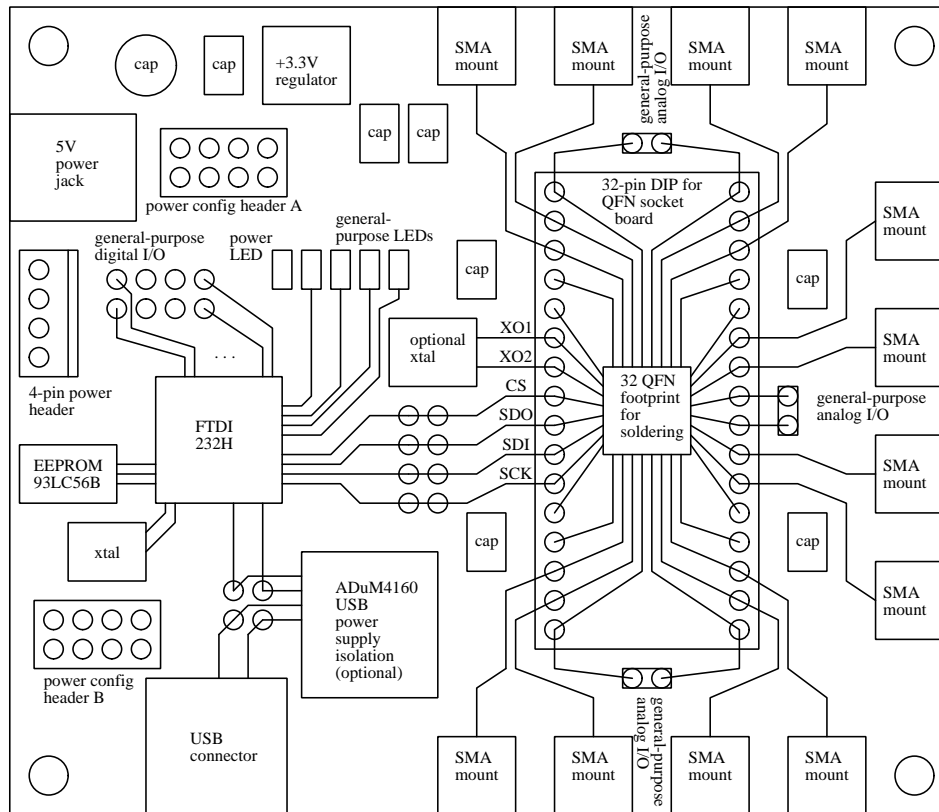 SMA
mount
SMA
mount
SMA
mount
SMA
mount
cap
cap
+3.3V
regulator
general-purpose
analog I/O
cap
cap
5V
power
jack
power config header A
32-pin DIP for
QFN socket
board
SMA
mount
general-purpose
digital I/O
power
LED
general-
purpose LEDs
cap
cap
. . .
optional
xtal
XO1
XO2
SMA
mount
4-pin power
header
FTDI
232H
CS
SDO
SDI
SCK
32 QFN
footprint
for
soldering
general-purpose
analog I/O
EEPROM
93LC56B
SMA
mount
xtal
cap
cap
ADuM4160
USB
power
supply
isolation
(optional)
SMA
mount
power config
header B
general-purpose
analog I/O
USB
connector
SMA
mount
SMA
mount
SMA
mount
SMA
mount